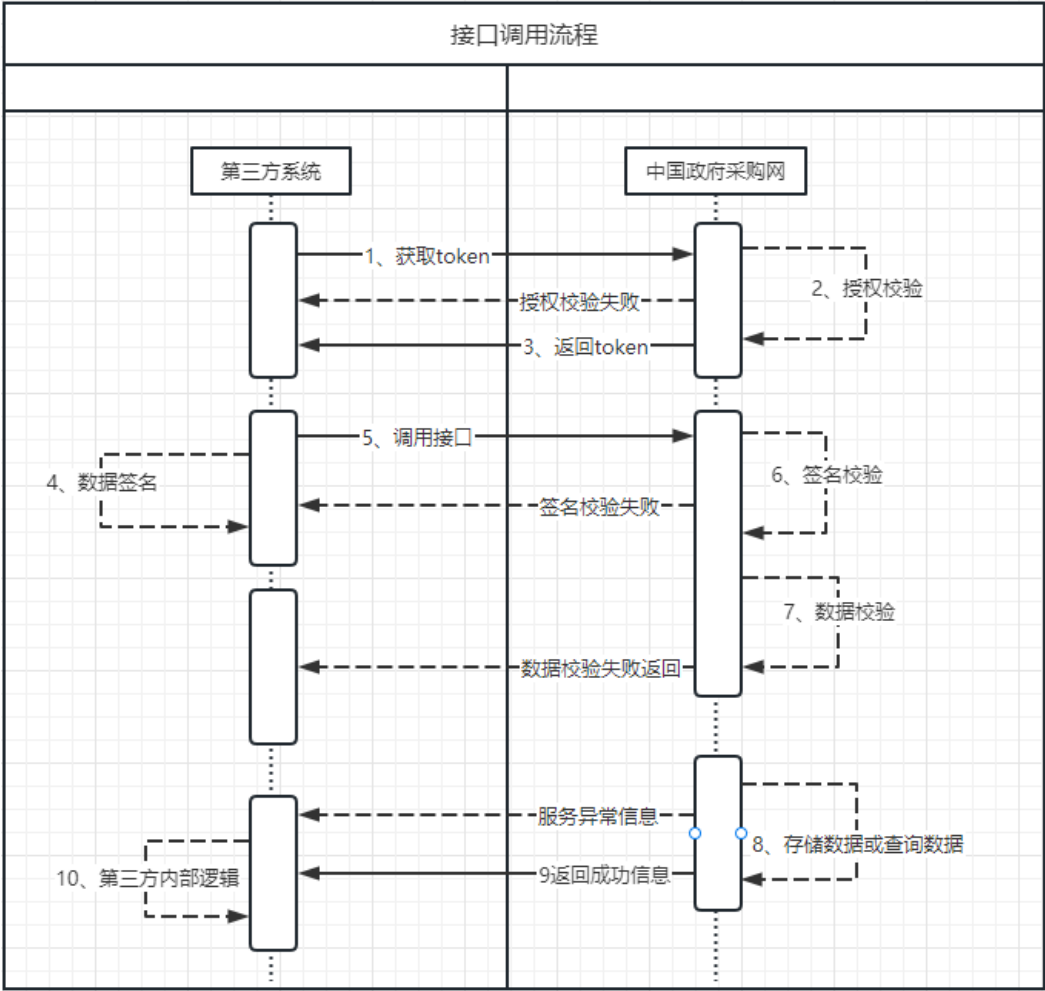 接口调用流程
第三方系统
中国政府采购网
1、获取token
2、授权校验
授权校验失败
3、返回token
5、调用接口
4、数据签名
6、签名校验
签名校验失败
7、数据校验
数据校验失败返回
服务异常信息
8、存储数据或查询数据
9返回成功信息
10、第三方内部逻辑